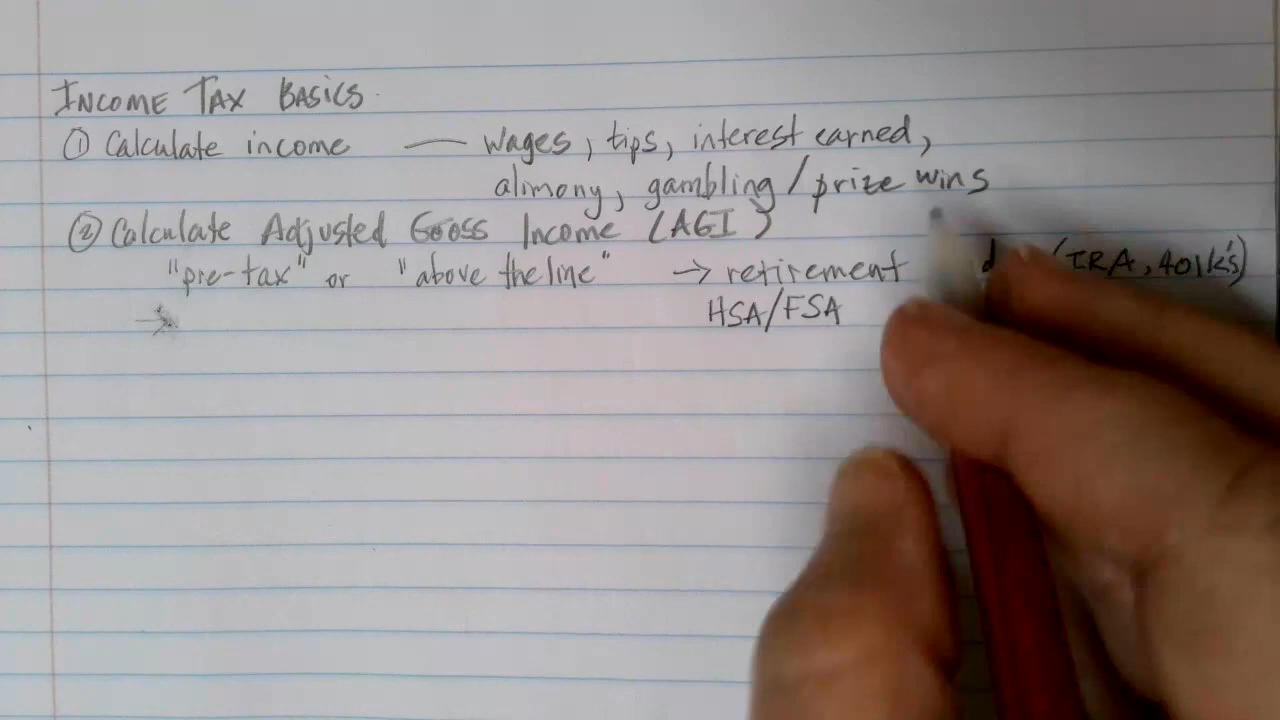 INCOME TAX BASICS
① Calculate income — wages, tips, interest earned,
alimony, gambling/prize wins
② Calculate Adjusted Gross Income (AGI)
"pre-tax" or "above the line" → retirement (IRA, 401k's)
→ HSA/FSA